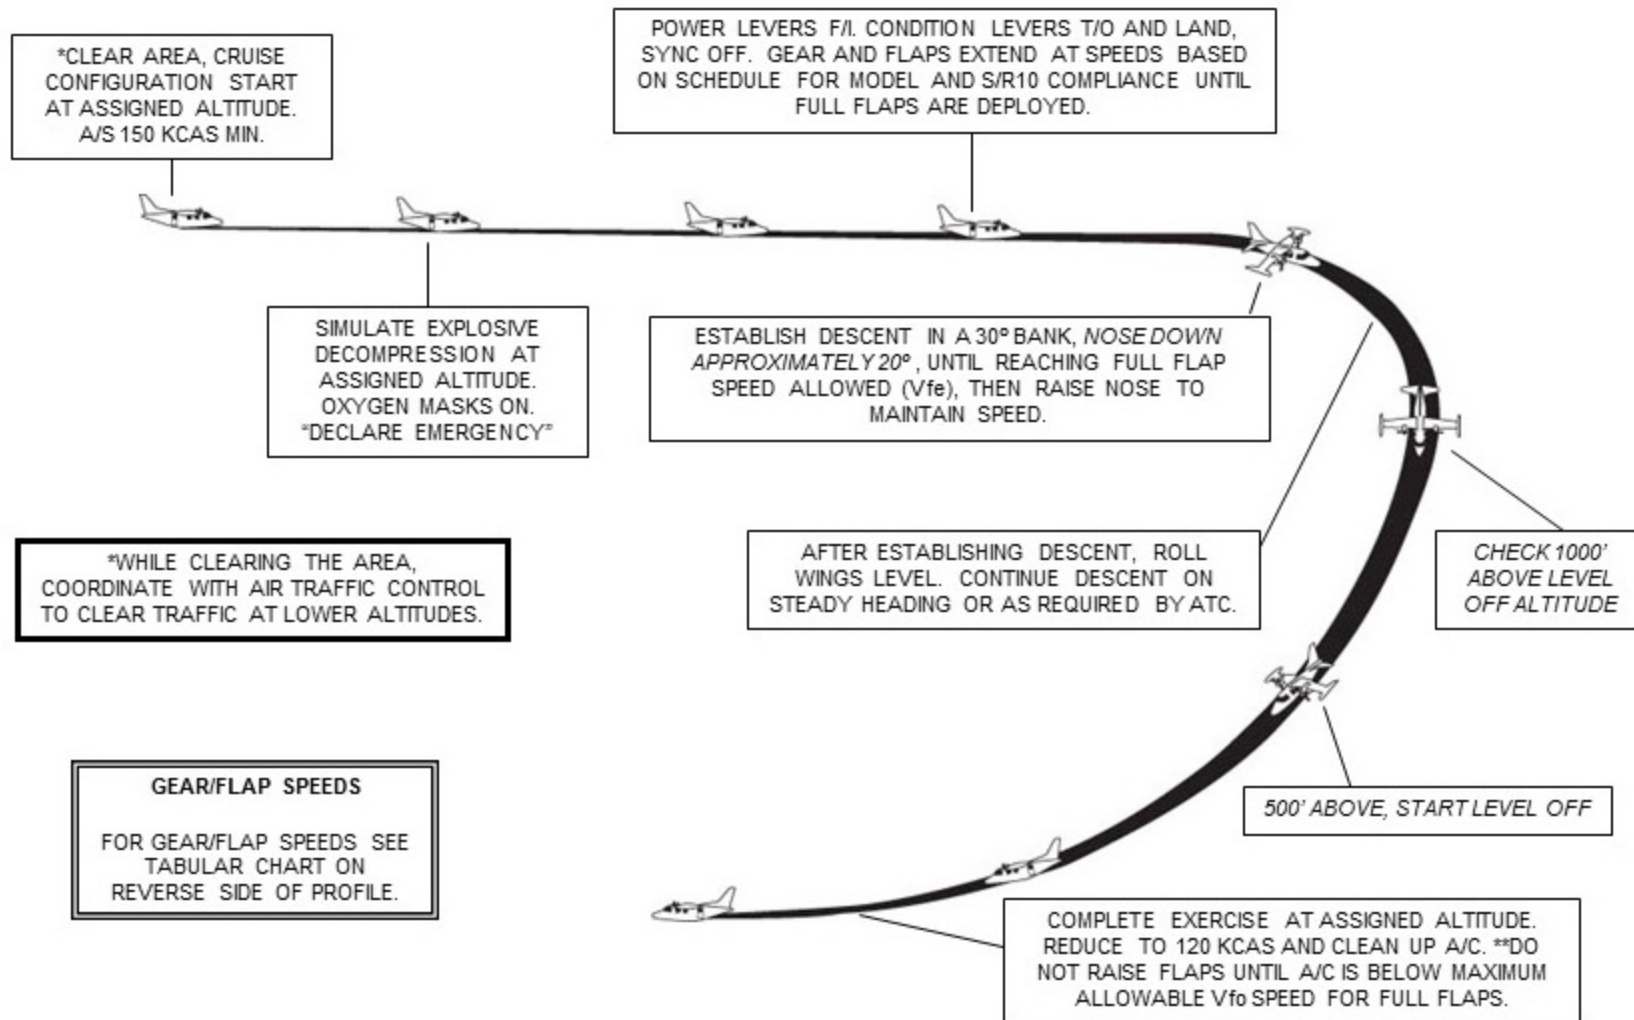 *CLEAR AREA, CRUISE
CONFIGURATION START
AT ASSIGNED ALTITUDE.
A/S 150 KCAS MIN.
POWER LEVERS F/I. CONDITION LEVERS T/O AND LAND,
SYNC OFF. GEAR AND FLAPS EXTEND AT SPEEDS BASED
ON SCHEDULE FOR MODEL AND S/R10 COMPLIANCE UNTIL
FULL FLAPS ARE DEPLOYED.
SIMULATE EXPLOSIVE
DECOMPRESSION AT
ASSIGNED ALTITUDE.
OXYGEN MASKS ON.
“DECLARE EMERGENCY”
ESTABLISH DESCENT IN A 30º BANK, NOSE DOWN
APPROXIMATELY 20º , UNTIL REACHING FULL FLAP
SPEED ALLOWED (Vfe), THEN RAISE NOSE TO
MAINTAIN SPEED.
*WHILE CLEARING THE AREA,
COORDINATE WITH AIR TRAFFIC CONTROL
TO CLEAR TRAFFIC AT LOWER ALTITUDES.
AFTER ESTABLISHING DESCENT, ROLL
WINGS LEVEL. CONTINUE DESCENT ON
STEADY HEADING OR AS REQUIRED BY ATC.
CHECK 1000’
ABOVE LEVEL
OFF ALTITUDE
GEAR/FLAP SPEEDS
FOR GEAR/FLAP SPEEDS SEE
TABULAR CHART ON
REVERSE SIDE OF PROFILE.
500’ ABOVE, START LEVEL OFF
COMPLETE EXERCISE AT ASSIGNED ALTITUDE.
REDUCE TO 120 KCAS AND CLEAN UP A/C. **DO
NOT RAISE FLAPS UNTIL A/C IS BELOW MAXIMUM
ALLOWABLE Vfo SPEED FOR FULL FLAPS.